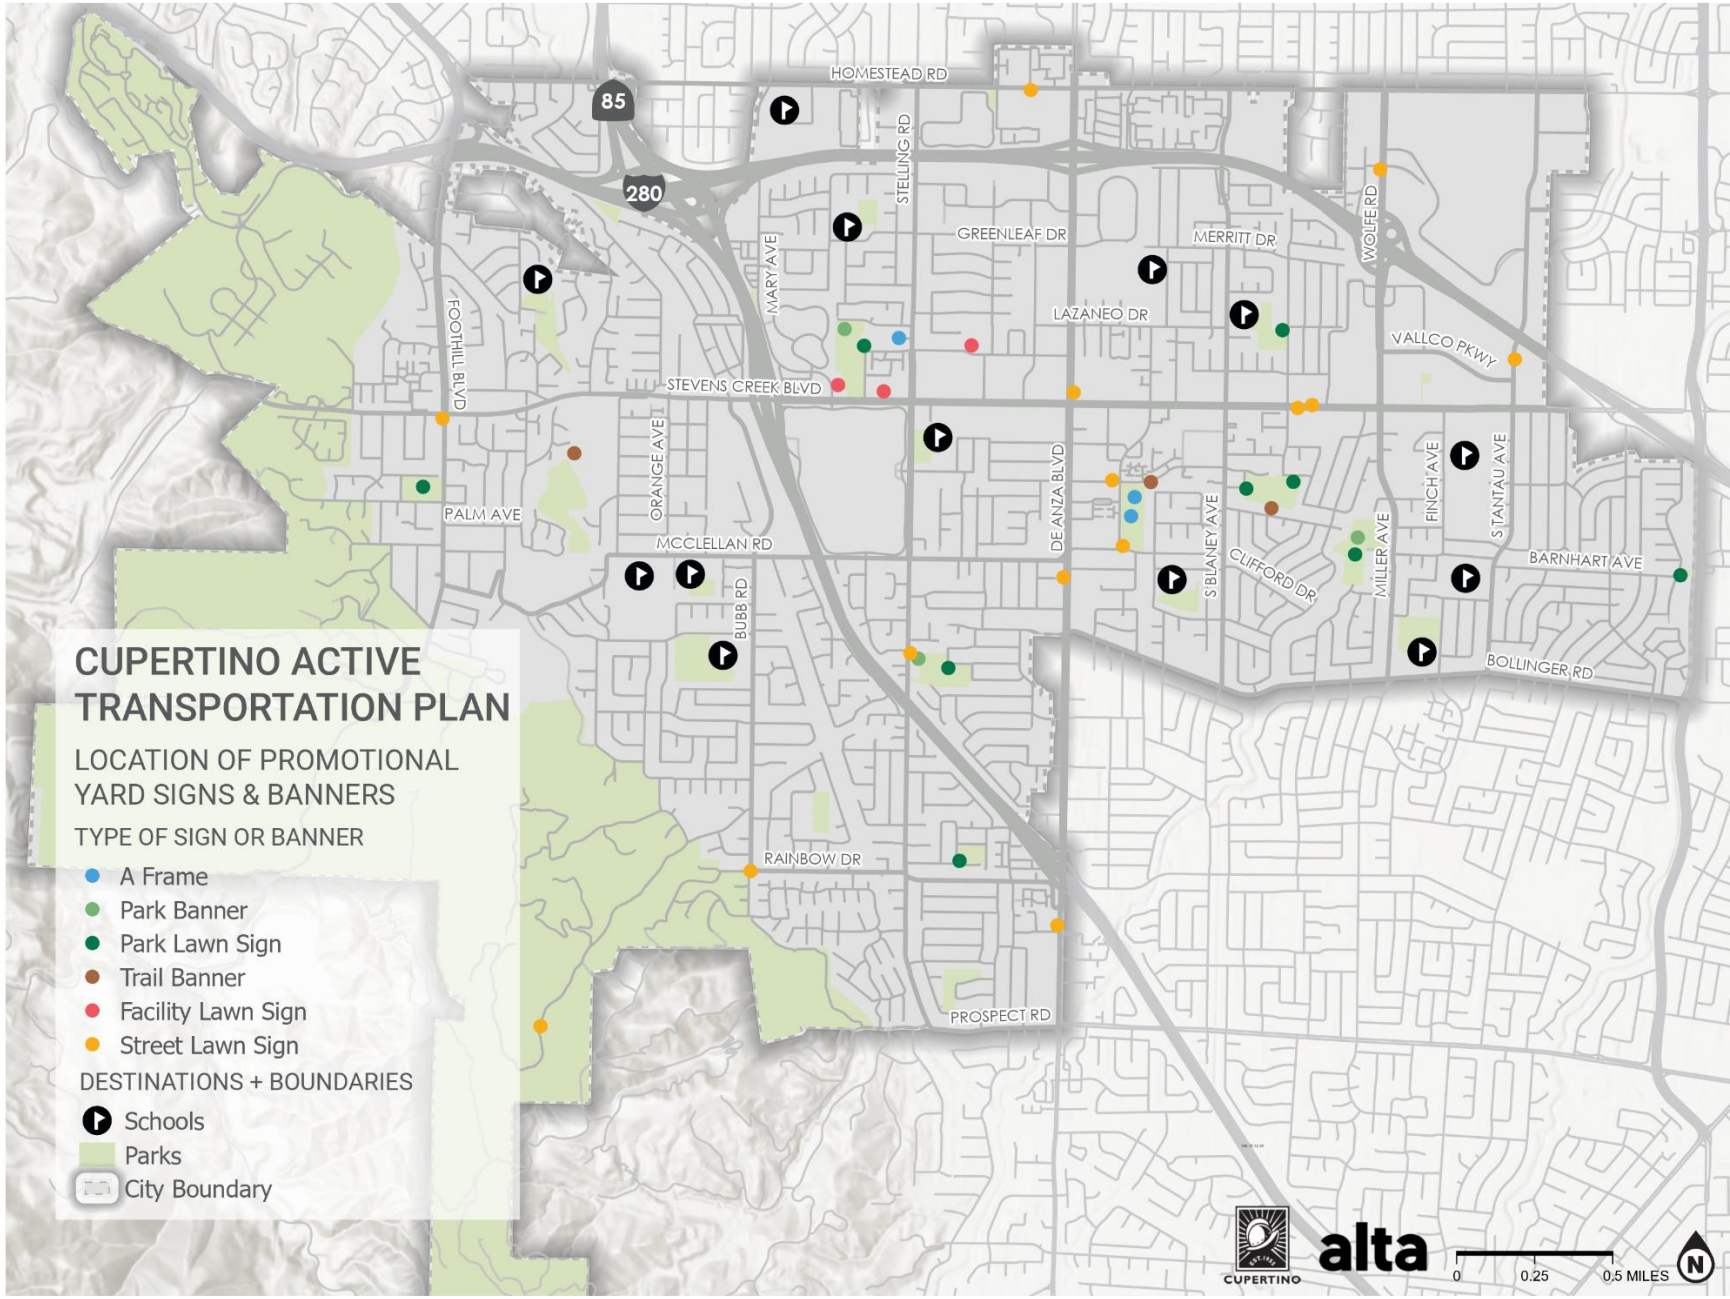 HOMESTEAD RD
85
280
STELLING RD
WOLFE RD
GREENLEAF DR
MERRITT DR
MARY AVE
FOOTHILL BLVD
LAZANEO DR
VALLCO PKWY
STEVENS CREEK BLVD
ORANGE AVE
DE ANZA BLVD
FINCH AVE
S TANTAU AVE
PALM AVE
S BLANEY AVE
MILLER AVE
MCCLELLAN RD
CLIFFORD DR
BARNHART AVE
BUBB RD
BOLLINGER RD
RAINBOW DR
PROSPECT RD
CUPERTINO ACTIVE
TRANSPORTATION PLAN
LOCATION OF PROMOTIONAL
YARD SIGNS & BANNERS
TYPE OF SIGN OR BANNER
A Frame
Park Banner
Park Lawn Sign
Trail Banner
Facility Lawn Sign
Street Lawn Sign
DESTINATIONS + BOUNDARIES
Schools
Parks
City Boundary
EST. 1955
CUPERTINO
alta
0 0.25 0.5 MILES
N